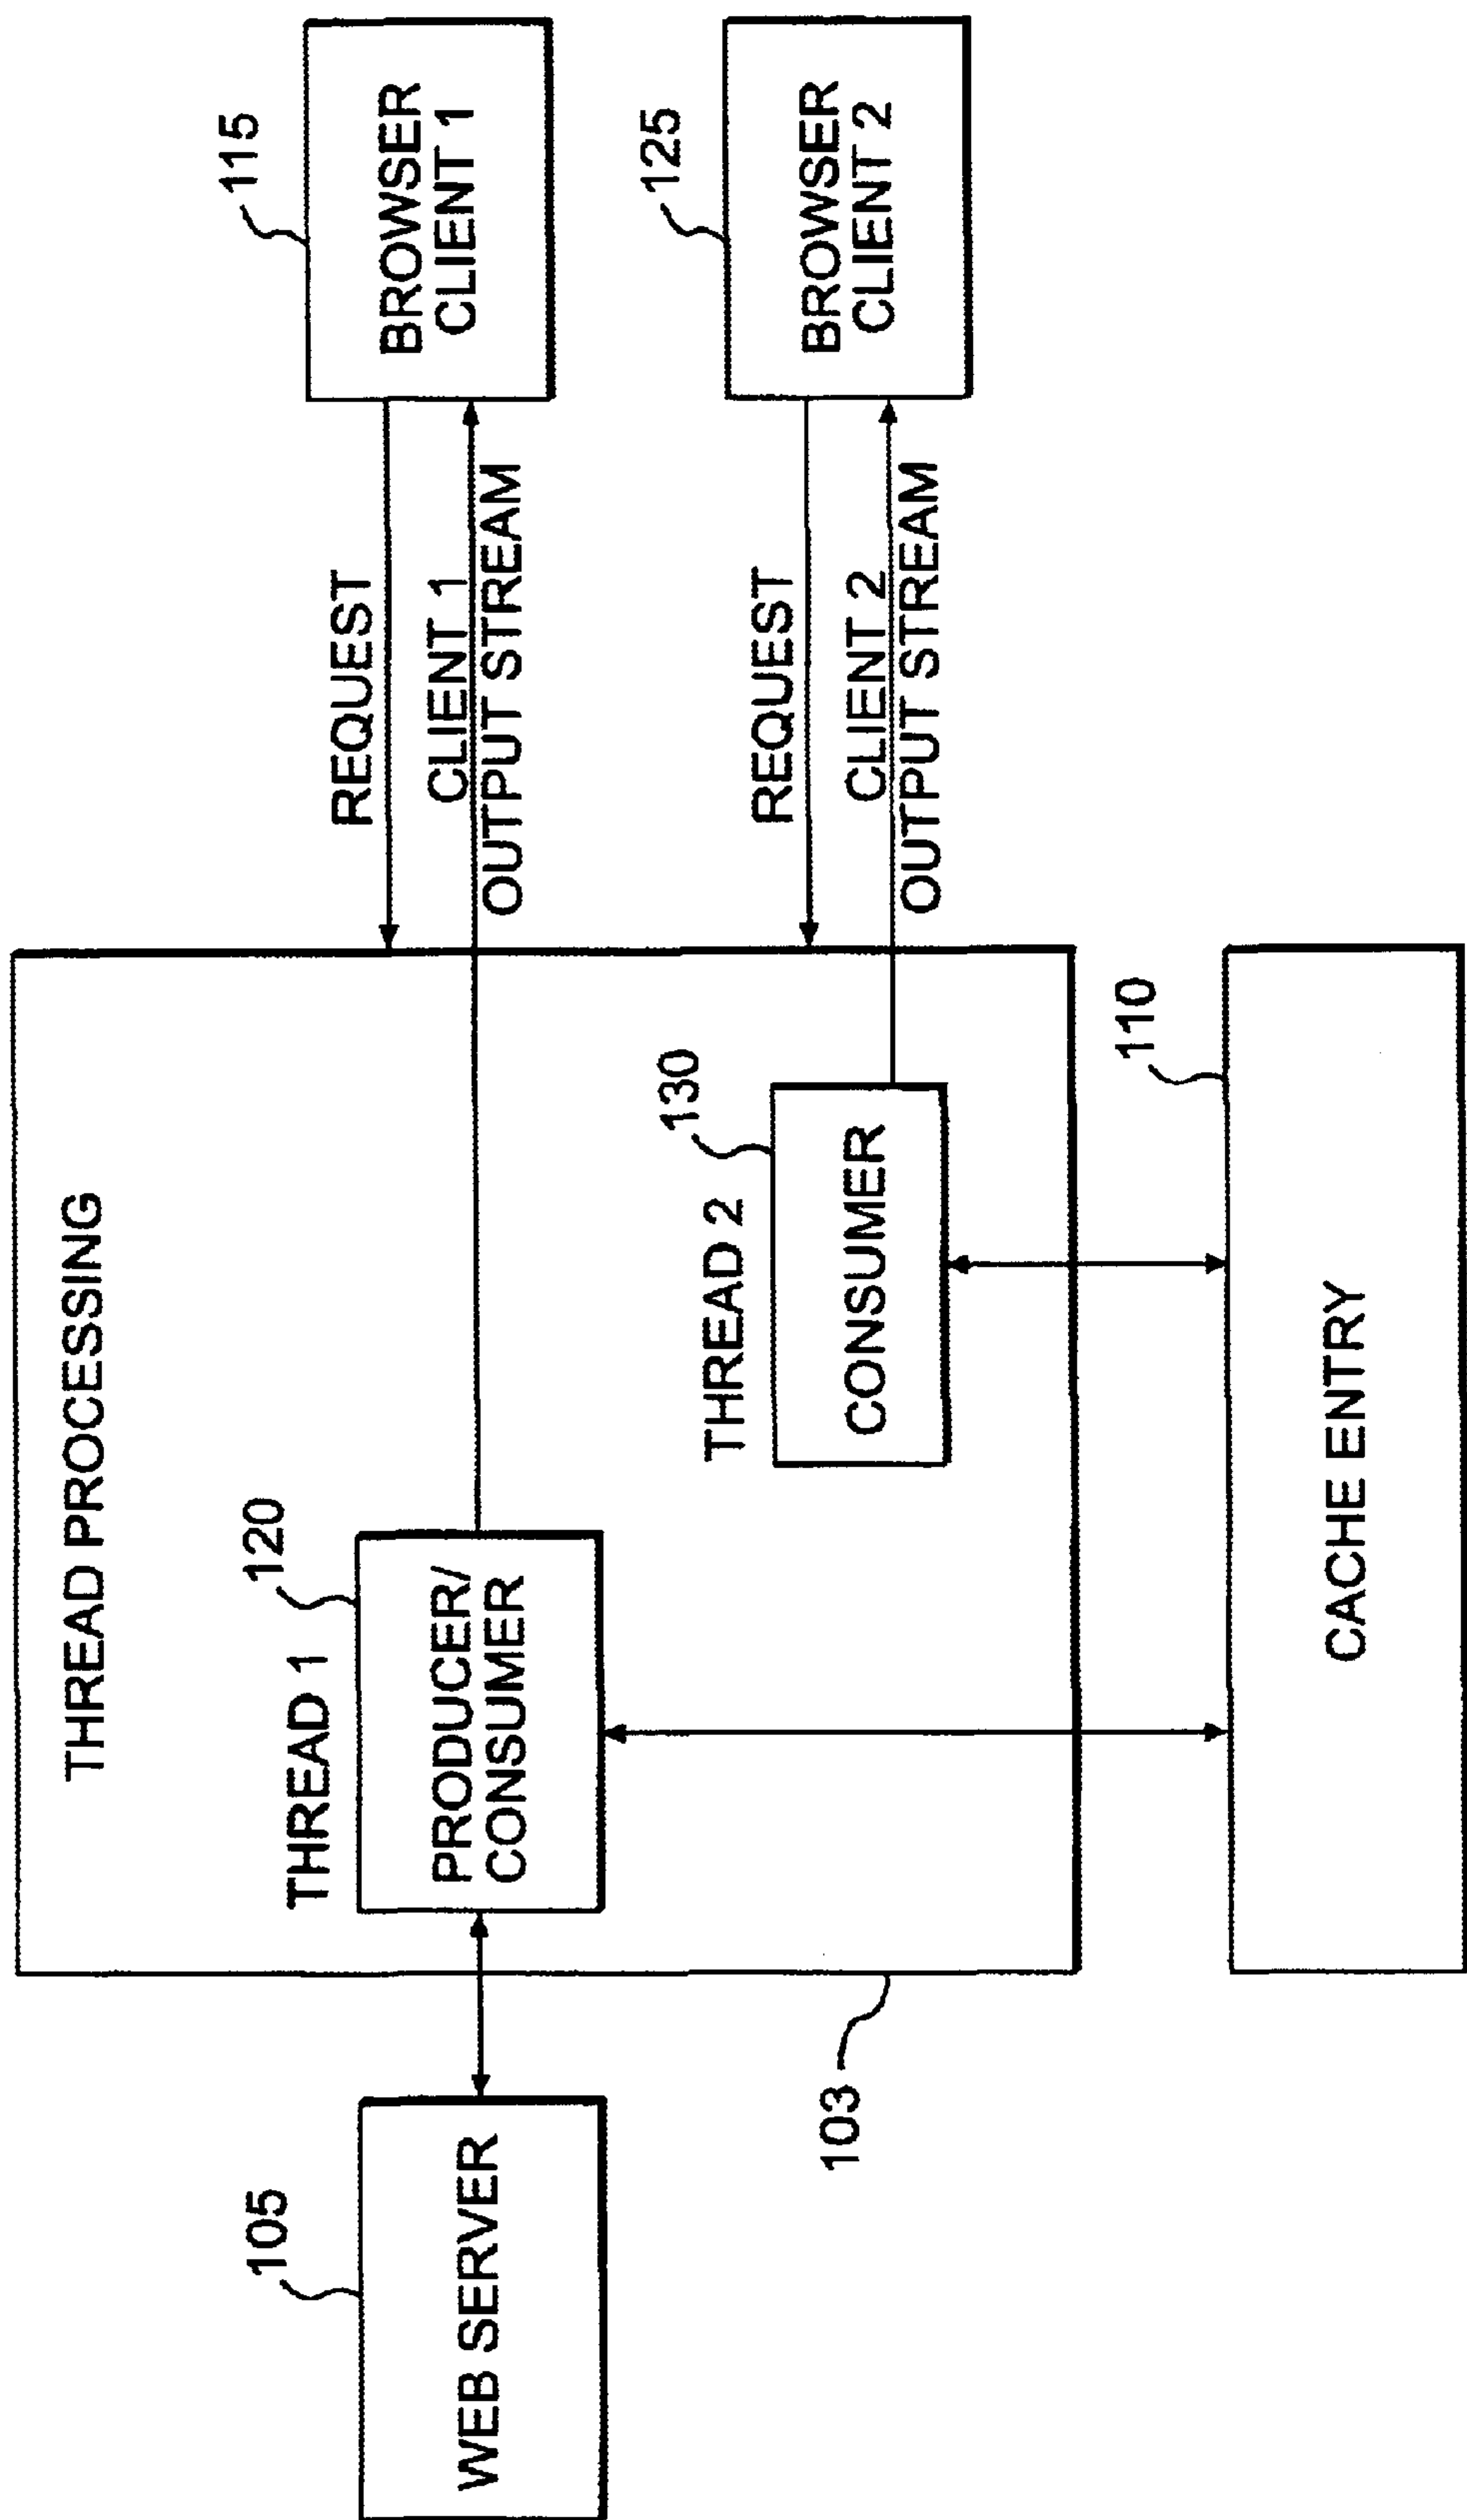 THREAD PROCESSING
105
WEB SERVER
THREAD 1
120
PRODUCER/
CONSUMER
THREAD 2
130
CONSUMER
103
REQUEST
CLIENT 1
OUTPUT STREAM
115
BROWSER
CLIENT 1
REQUEST
CLIENT 2
OUTPUT STREAM
125
BROWSER
CLIENT 2
110
CACHE ENTRY